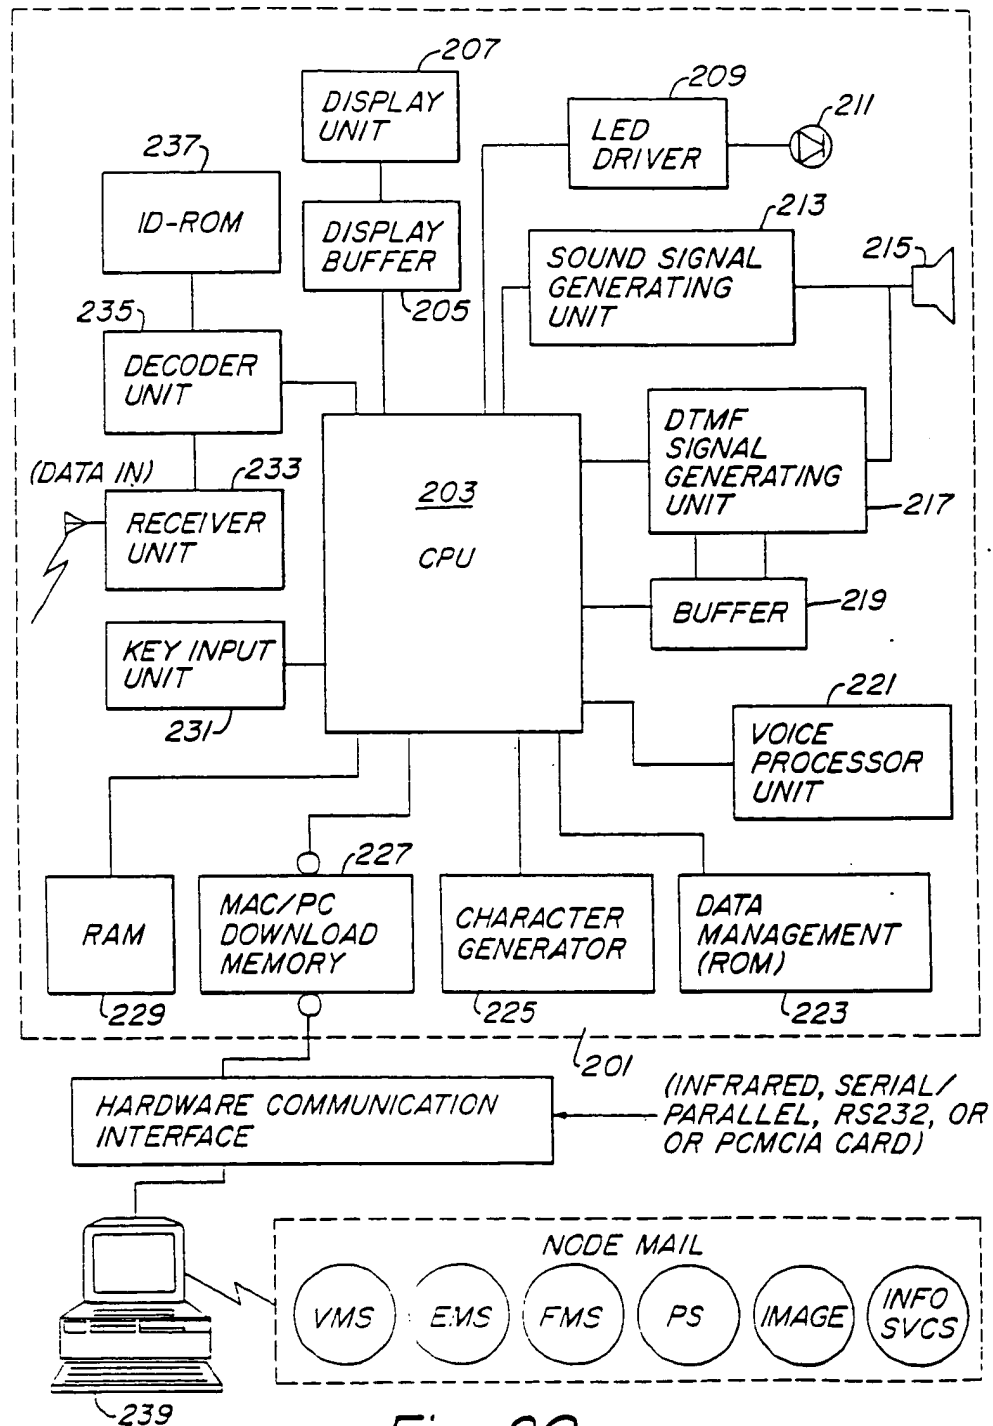 207
DISPLAY
UNIT
209
LED
DRIVER
211
237
ID-ROM
DISPLAY
BUFFER
205
213
SOUND SIGNAL
GENERATING
UNIT
215
235
DECODER
UNIT
DTMF
SIGNAL
GENERATING
UNIT
217
(DATA IN)
233
RECEIVER
UNIT
203
CPU
BUFFER
219
KEY INPUT
UNIT
231
221
VOICE
PROCESSOR
UNIT
RAM
229
227
MAC/PC
DOWNLOAD
MEMORY
CHARACTER
GENERATOR
225
DATA
MANAGEMENT
(ROM)
223
201
HARDWARE COMMUNICATION
INTERFACE
(INFRARED, SERIAL/
PARALLEL, RS232, OR
OR PCMCIA CARD)
NODE MAIL
VMS
EMS
FMS
PS
IMAGE
INFO
SVCS
239